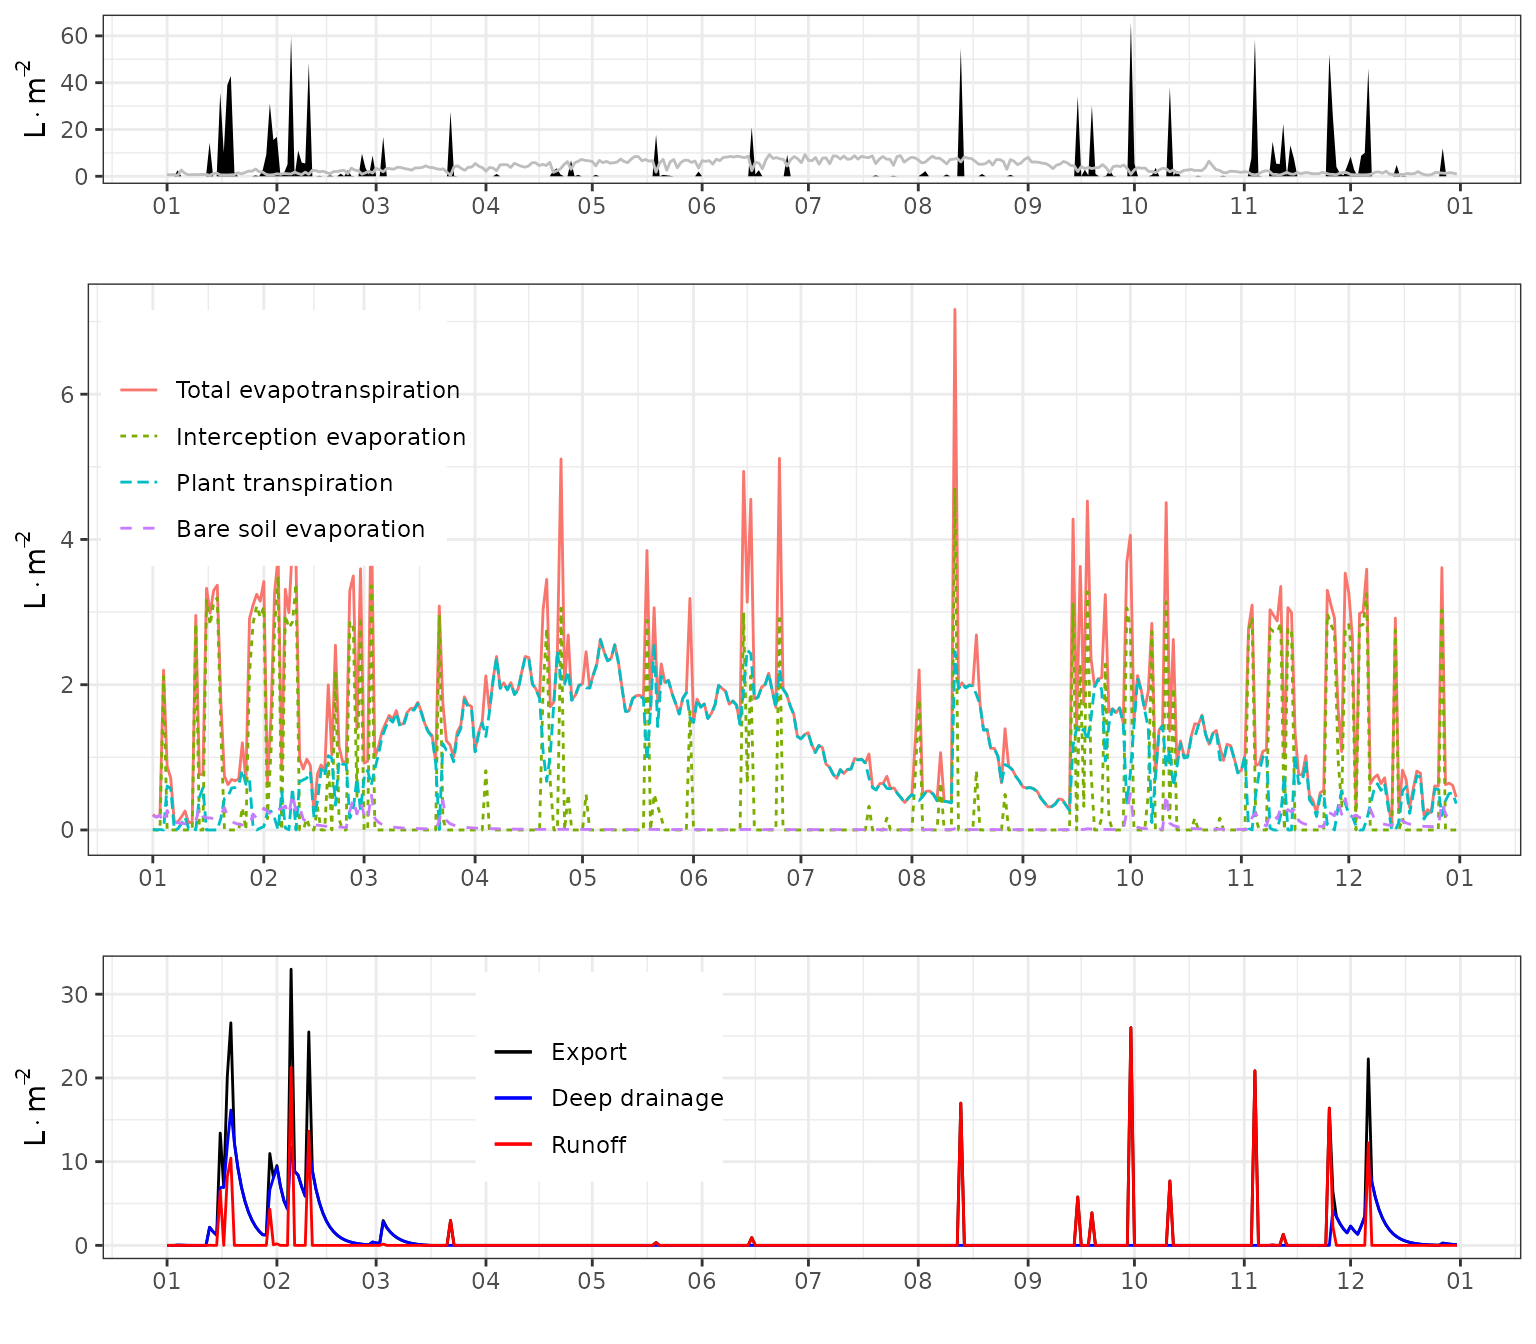 60
40
20
0
L · m⁻²
01 02 03 04 05 06 07 08 09 10 11 12 01
Total evapotranspiration
Interception evaporation
Plant transpiration
Bare soil evaporation
6
4
2
0
L · m⁻²
01 02 03 04 05 06 07 08 09 10 11 12 01
Export
Deep drainage
Runoff
30
20
10
0
L · m⁻²
01 02 03 04 05 06 07 08 09 10 11 12 01